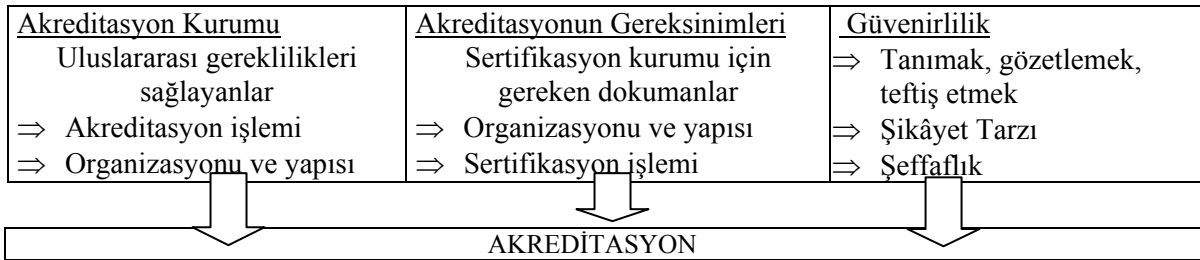 Akreditasyon Kurumu
Uluslararası gereklilikleri
sağlayanlar
⇒ Akreditasyon işlemi
⇒ Organizasyonu ve yapısı
Akreditasyonun Gereksinimleri
Sertifikasyon kurumu için
gereken dokumanlar
⇒ Organizasyonu ve yapısı
⇒ Sertifikasyon işlemi
Güvenirlilik
⇒ Tanımak, gözetlemek,
teftiş etmek
⇒ Şikâyet Tarzı
⇒ Şeffaflık
AKREDİTASYON